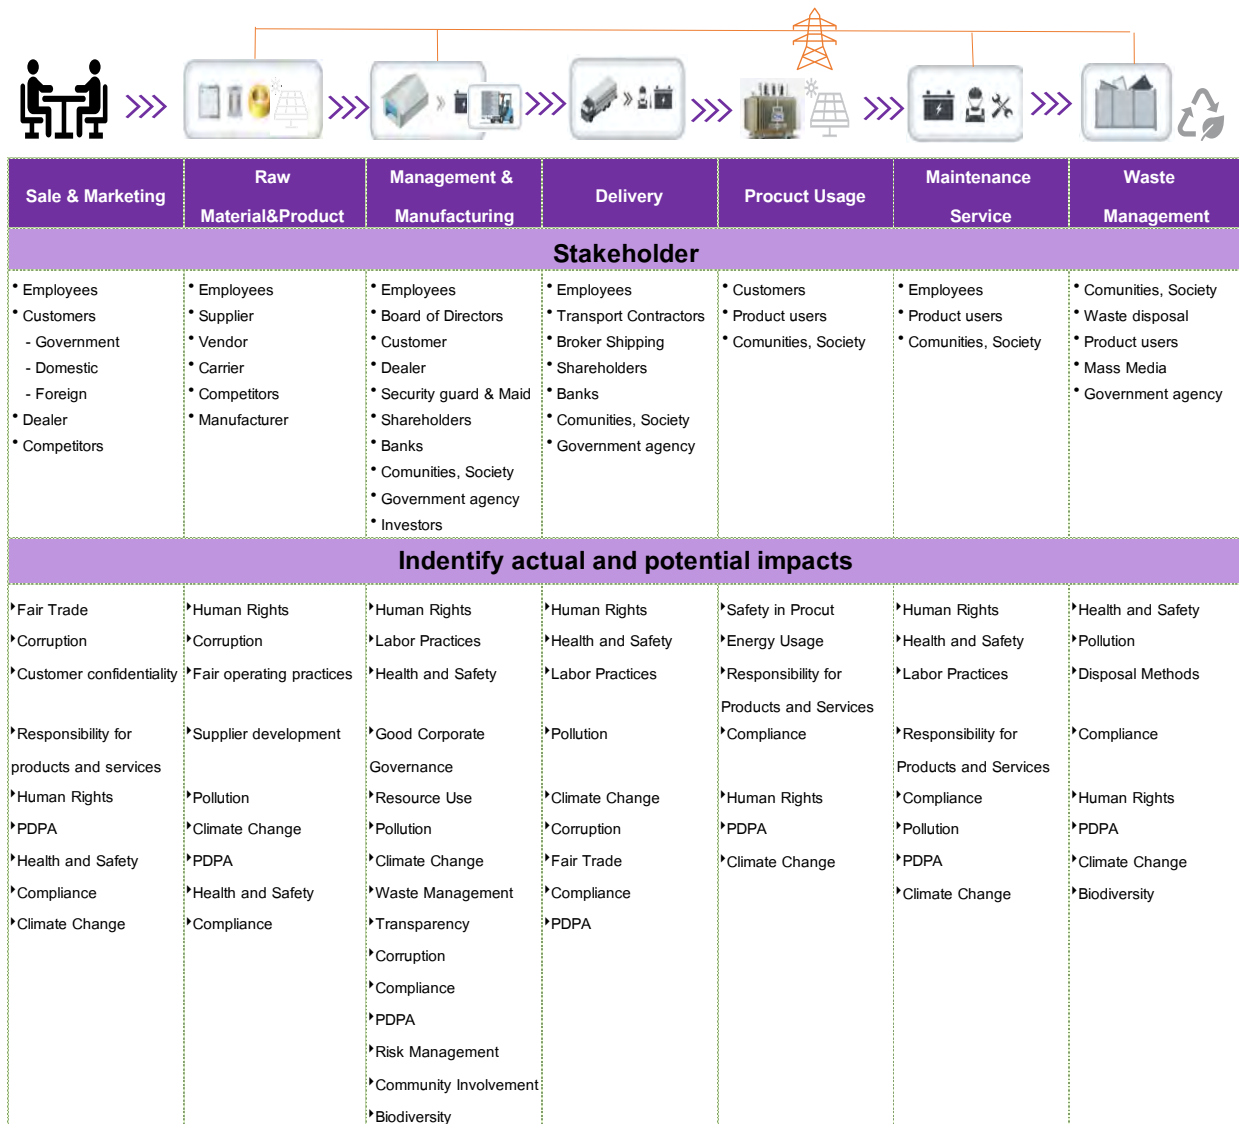 Sale & Marketing
Raw
Material&Product
Management &
Manufacturing
Delivery
Procuct Usage
Maintenance
Service
Waste
Management
Stakeholder
• Employees
• Customers
- Government
- Domestic
- Foreign
• Dealer
• Competitors
• Employees
• Supplier
• Vendor
• Carrier
• Competitors
• Manufacturer
• Employees
• Board of Directors
• Customer
• Dealer
• Security guard & Maid
• Shareholders
• Banks
• Comunities, Society
• Government agency
• Investors
• Employees
• Transport Contractors
• Broker Shipping
• Shareholders
• Banks
• Comunities, Society
• Government agency
• Customers
• Product users
• Comunities, Society
• Employees
• Product users
• Comunities, Society
• Comunities, Society
• Waste disposal
• Product users
• Mass Media
• Government agency
Indentify actual and potential impacts
Fair Trade
Corruption
Customer confidentiality
Responsibility for
products and services
Human Rights
PDPA
Health and Safety
Compliance
Climate Change
Human Rights
Corruption
Fair operating practices
Supplier development
Pollution
Climate Change
PDPA
Health and Safety
Compliance
Human Rights
Labor Practices
Health and Safety
Good Corporate
Governance
Resource Use
Pollution
Climate Change
Waste Management
Transparency
Corruption
Compliance
PDPA
Risk Management
Community Involvement
Biodiversity
Human Rights
Health and Safety
Labor Practices
Pollution
Climate Change
Corruption
Fair Trade
Compliance
PDPA
Safety in Procut
Energy Usage
Responsibility for
Products and Services
Compliance
Human Rights
PDPA
Climate Change
Human Rights
Health and Safety
Labor Practices
Responsibility for
Products and Services
Compliance
Pollution
PDPA
Climate Change
Health and Safety
Pollution
Disposal Methods
Compliance
Human Rights
PDPA
Climate Change
Biodiversity